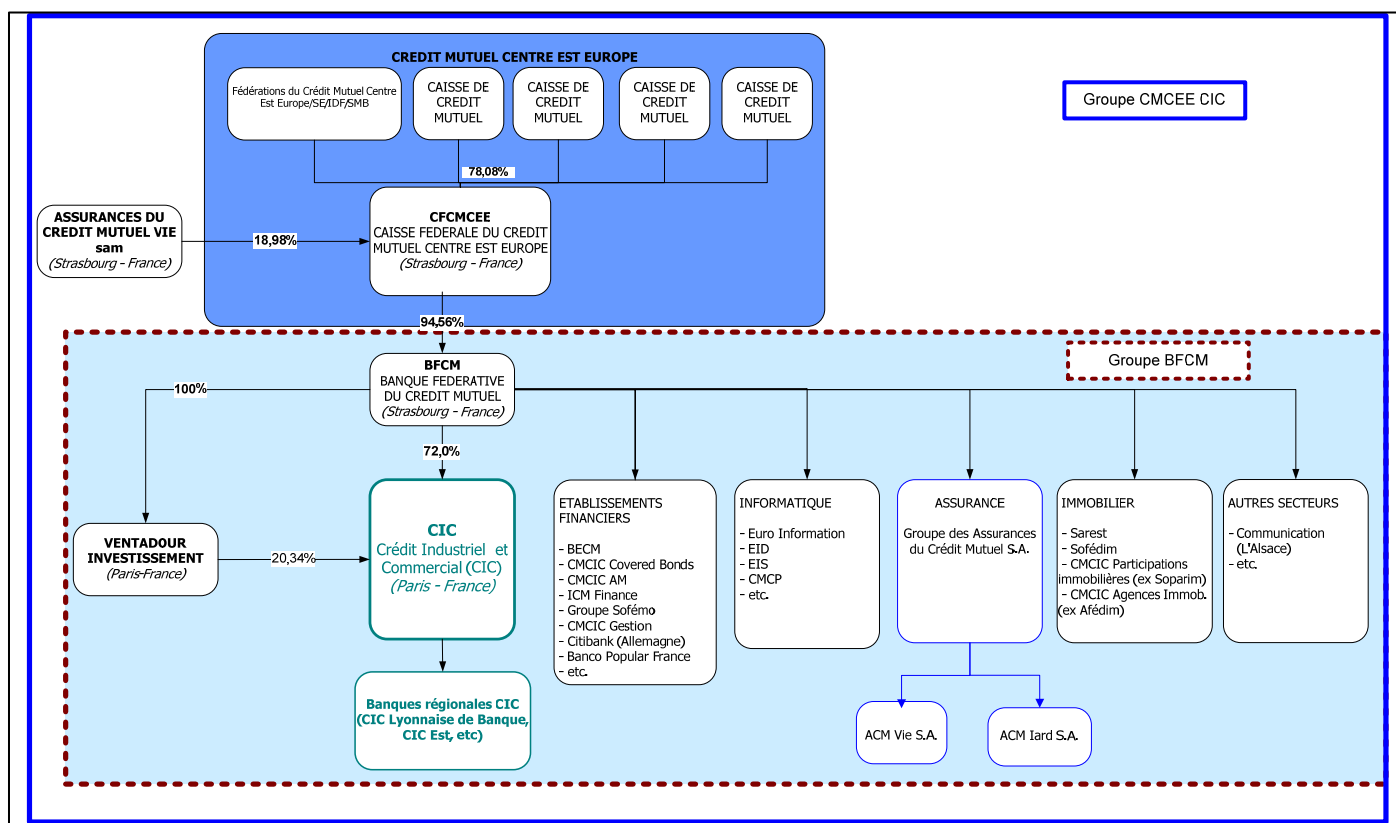 CREDIT MUTUEL CENTRE EST EUROPE
Fédérations du Crédit Mutuel Centre
Est Europe/SE/IDF/SMB
CAISSE DE
CREDIT
MUTUEL
CAISSE DE
CREDIT
MUTUEL
CAISSE DE
CREDIT
MUTUEL
CAISSE DE
CREDIT
MUTUEL
Groupe CMCEE CIC
78,08%
ASSURANCES DU
CREDIT MUTUEL VIE
sam
(Strasbourg – France)
18,98%
CFCMCEE
CAISSE FEDERALE DU CREDIT
MUTUEL CENTRE EST EUROPE
(Strasbourg – France)
94,56%
Groupe BFCM
BFCM
BANQUE FEDERATIVE
DU CREDIT MUTUEL
(Strasbourg – France)
100%
72,0%
VENTADOUR
INVESTISSEMENT
(Paris-France)
20,34%
CIC
Crédit Industriel et
Commercial (CIC)
(Paris – France)
Banques régionales CIC
(CIC Lyonnaise de Banque,
CIC Est, etc)
ETABLISSEMENTS
FINANCIERS
- BECM
- CMCIC Covered Bonds
- CMCIC AM
- ICM Finance
- Groupe Sofémo
- CMCIC Gestion
- Citibank (Allemagne)
- Banco Popular France
- etc.
INFORMATIQUE
- Euro Information
- EID
- EIS
- CMCP
- etc.
ASSURANCE
Groupe des Assurances
du Crédit Mutuel S.A.
ACM Vie S.A.
ACM Iard S.A.
IMMOBILIER
- Sarest
- Sofédim
- CMCIC Participations
immobilières (ex Soparim)
- CMCIC Agences Immob.
(ex Afédim)
AUTRES SECTEURS
- Communication
(L'Alsace)
- etc.